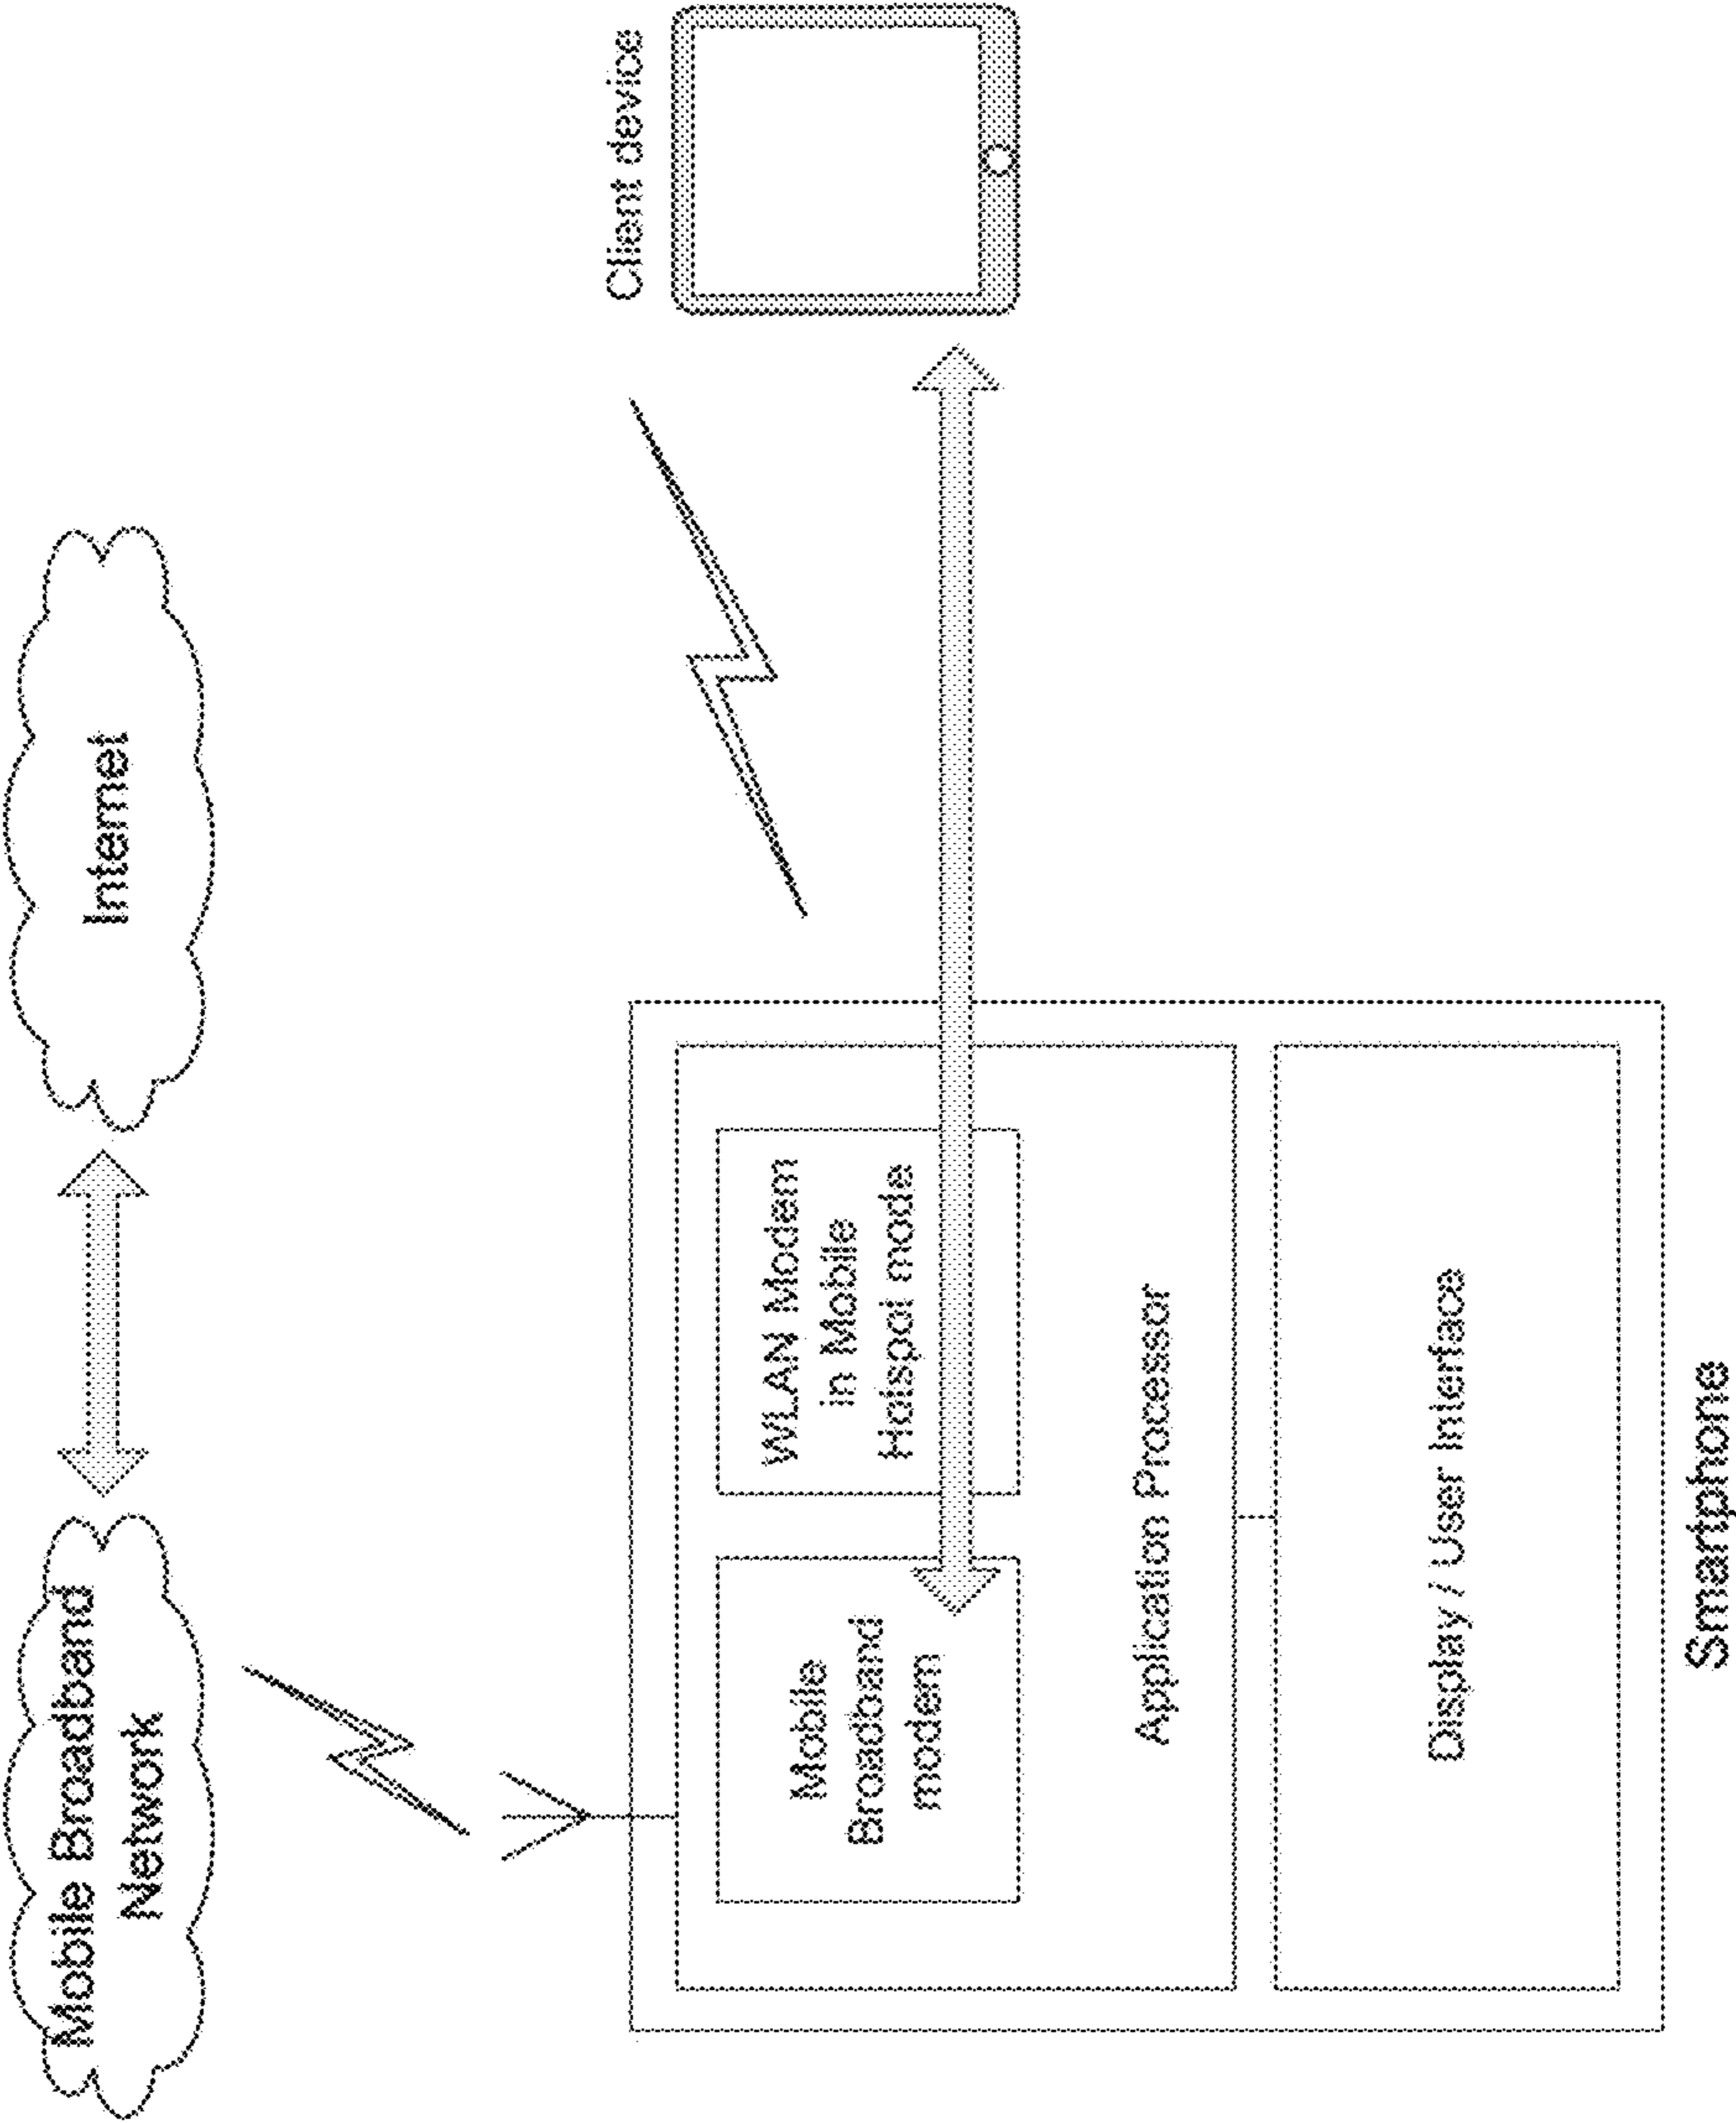 Mobile Broadband
Network
Internet
Client device
Mobile
Broadband
modem
WLAN Modem
in Mobile
Hotspot mode
Application Processor
Display / User Interface
Smartphone